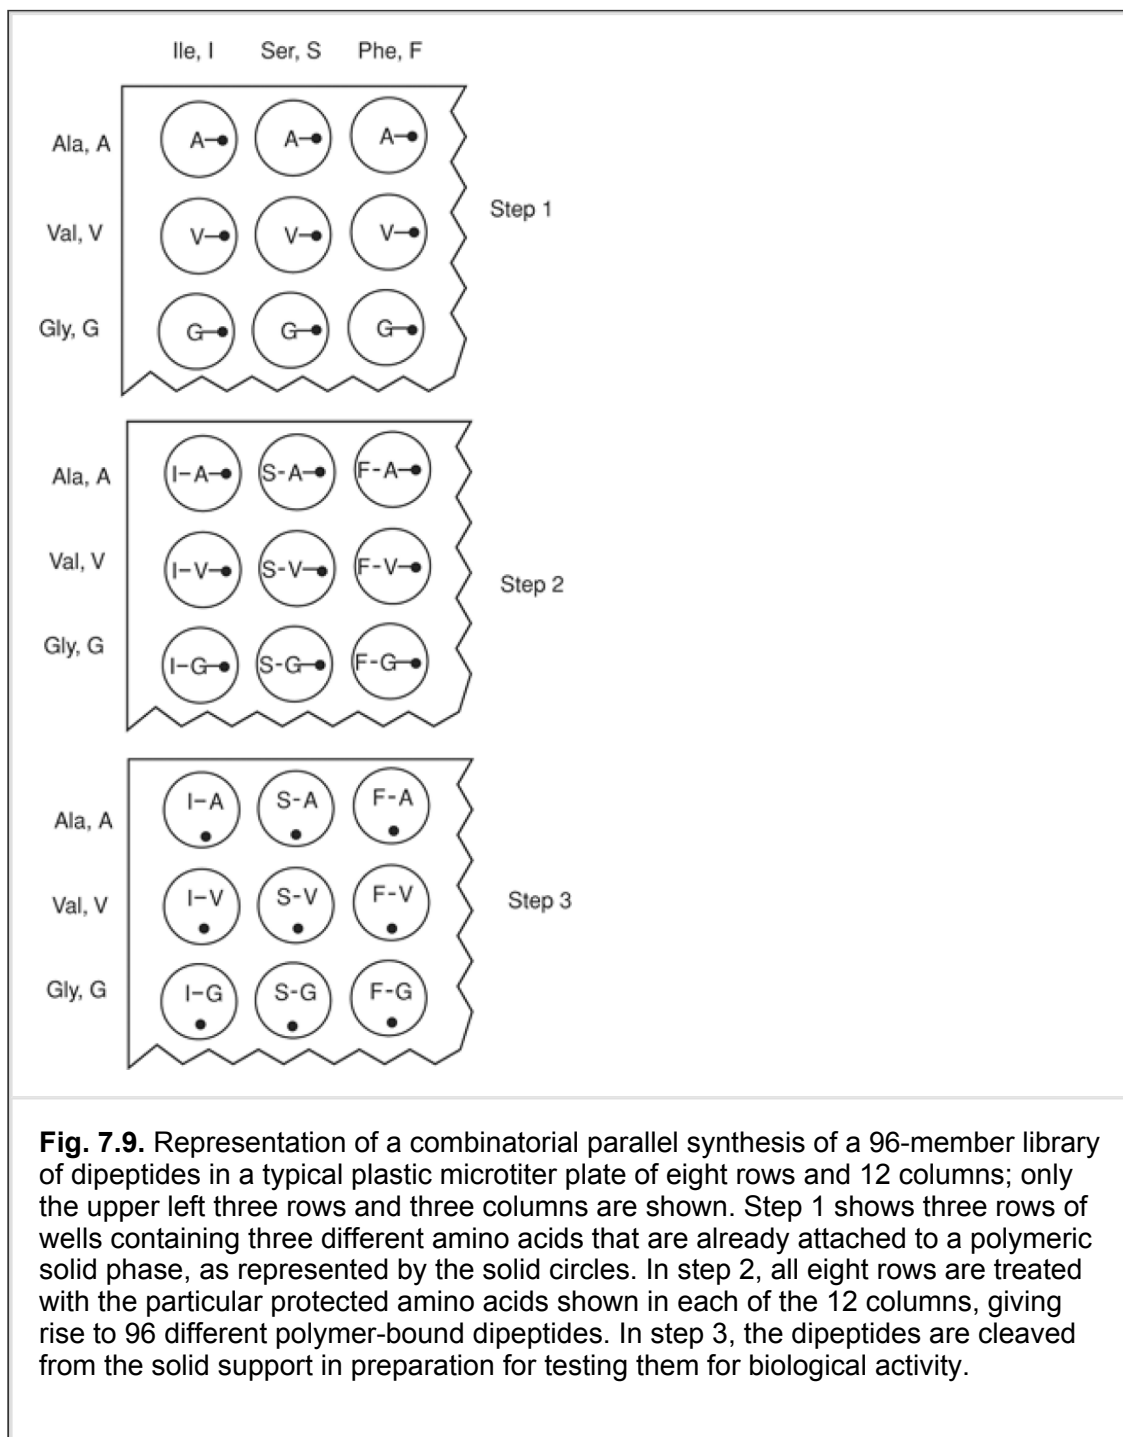 Ile, I Ser, S Phe, F
Ala, A A A A
Val, V V V V
Step 1
Gly, G G G G
Ala, A I–A S-A F-A
Val, V I–V S-V F-V
Step 2
Gly, G I–G S-G F-G
Ala, A I–A S-A F-A
Val, V I–V S-V F-V
Step 3
Gly, G I–G S-G F-G
Fig. 7.9. Representation of a combinatorial parallel synthesis of a 96-member library
of dipeptides in a typical plastic microtiter plate of eight rows and 12 columns; only
the upper left three rows and three columns are shown. Step 1 shows three rows of
wells containing three different amino acids that are already attached to a polymeric
solid phase, as represented by the solid circles. In step 2, all eight rows are treated
with the particular protected amino acids shown in each of the 12 columns, giving
rise to 96 different polymer-bound dipeptides. In step 3, the dipeptides are cleaved
from the solid support in preparation for testing them for biological activity.